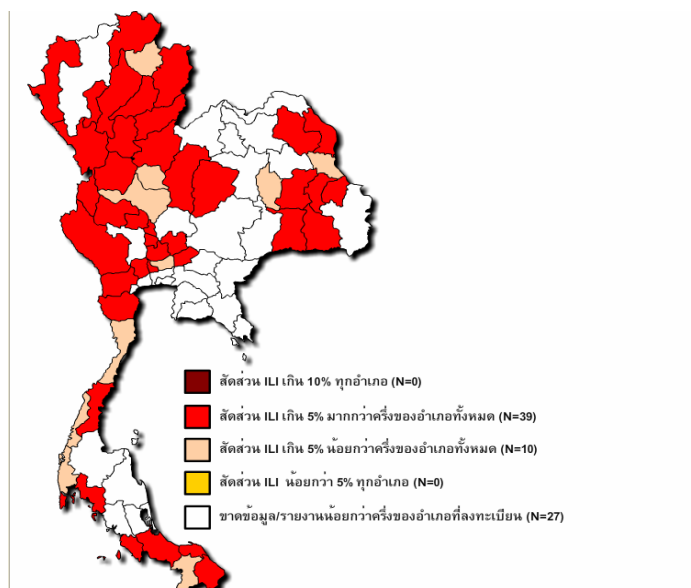 สัดส่วน ILI เกิน 10% ทุกอำเภอ (N=0)
สัดส่วน ILI เกิน 5% มากกว่าครึ่งของอำเภอทั้งหมด (N=39)
สัดส่วน ILI เกิน 5% น้อยกว่าครึ่งของอำเภอทั้งหมด (N=10)
สัดส่วน ILI น้อยกว่า 5% ทุกอำเภอ (N=0)
ขาดข้อมูล/รายงานน้อยกว่าครึ่งของอำเภอที่ลงทะเบียน (N=27)